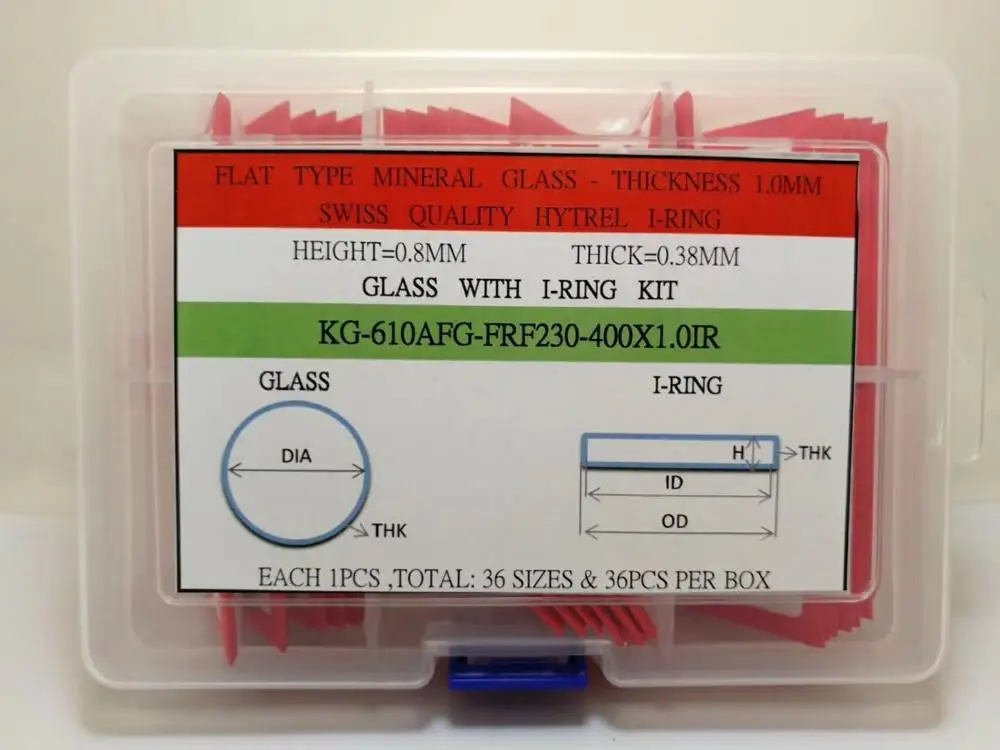 FLAT TYPE MINERAL GLASS - THICKNESS 1.0MM
SWISS QUALITY HYTREL I-RING
HEIGHT=0.8MM THICK=0.38MM
GLASS WITH I-RING KIT
KG-610AFG-FRF230-400X1.0IR
GLASS I-RING
DIA
THK
H THK
ID
OD
EACH 1PCS ,TOTAL: 36 SIZES & 36PCS PER BOX